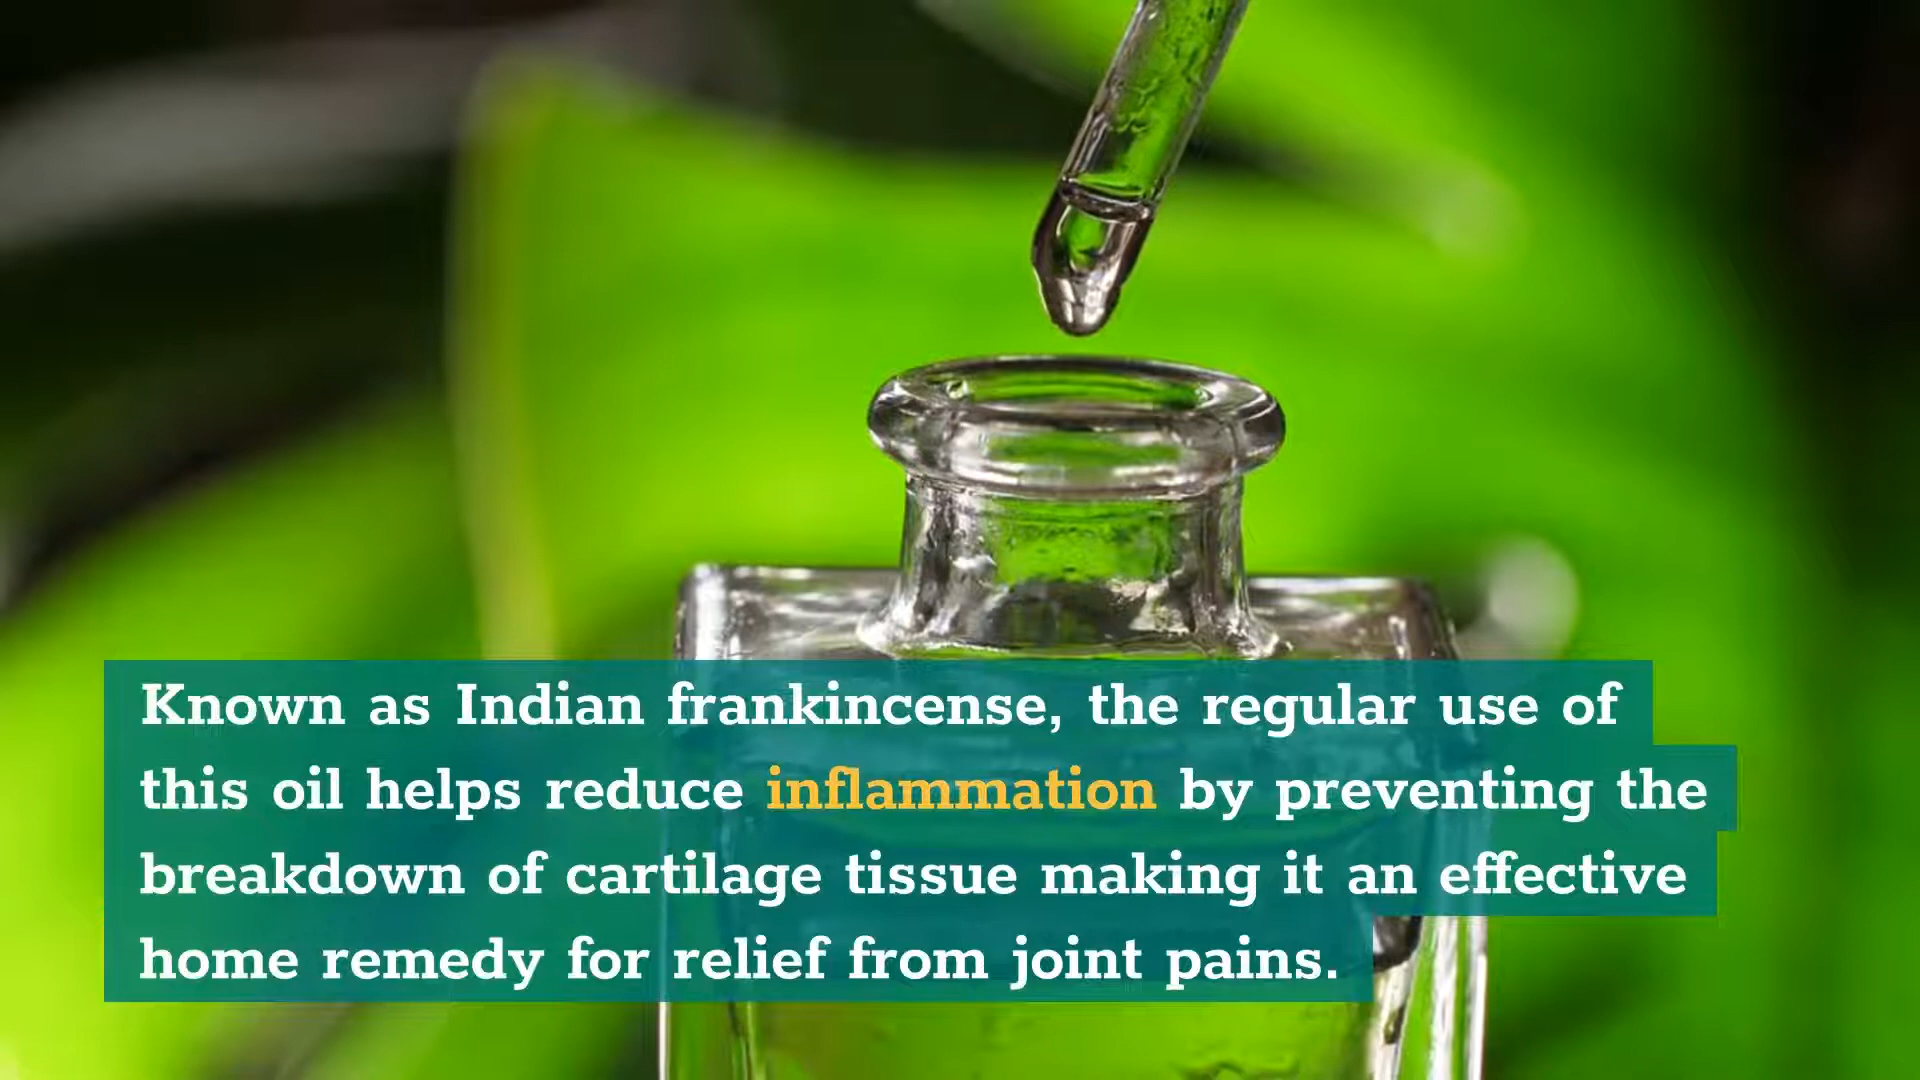 Known as Indian frankincense, the regular use of
this oil helps reduce inflammation by preventing the
breakdown of cartilage tissue making it an effective
home remedy for relief from joint pains.